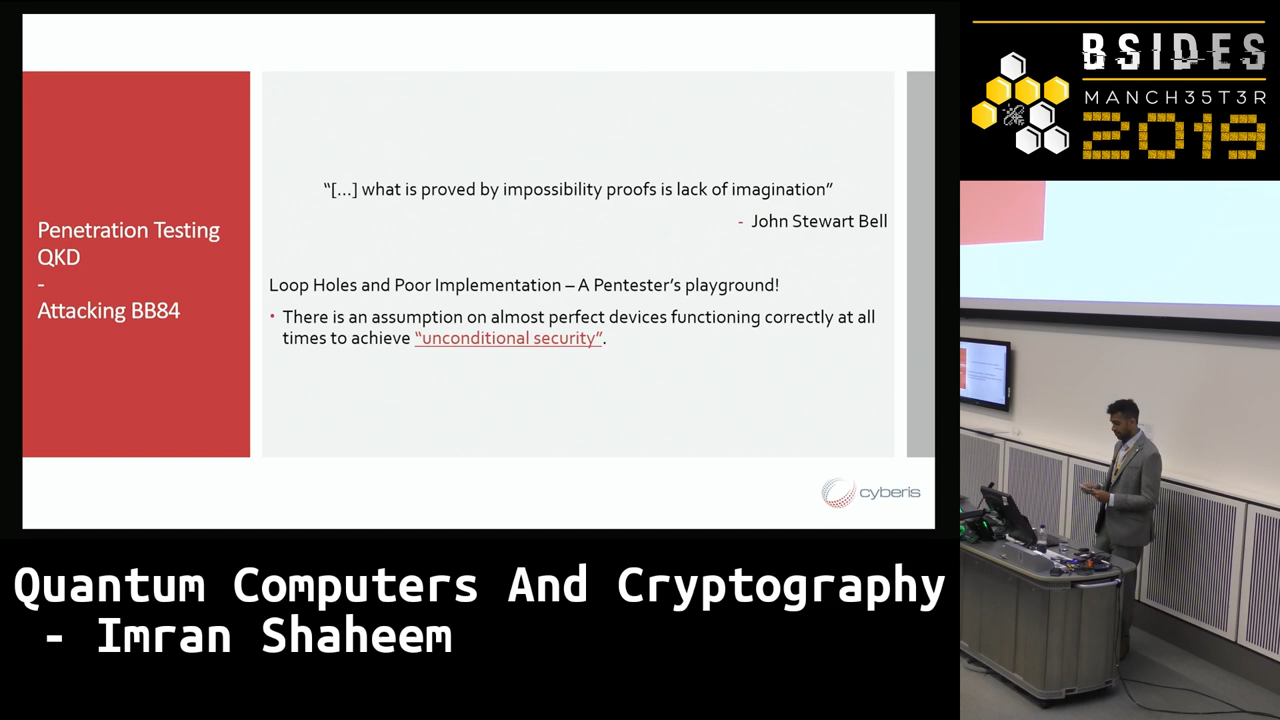 Penetration Testing
QKD
-
Attacking BB84
“[…] what is proved by impossibility proofs is lack of imagination”
- John Stewart Bell
Loop Holes and Poor Implementation – A Pentester’s playground!
• There is an assumption on almost perfect devices functioning correctly at all
times to achieve “unconditional security”.
cyberis
BSIDES
MANCH35T3R
2019
Quantum Computers And Cryptography
- Imran Shaheem